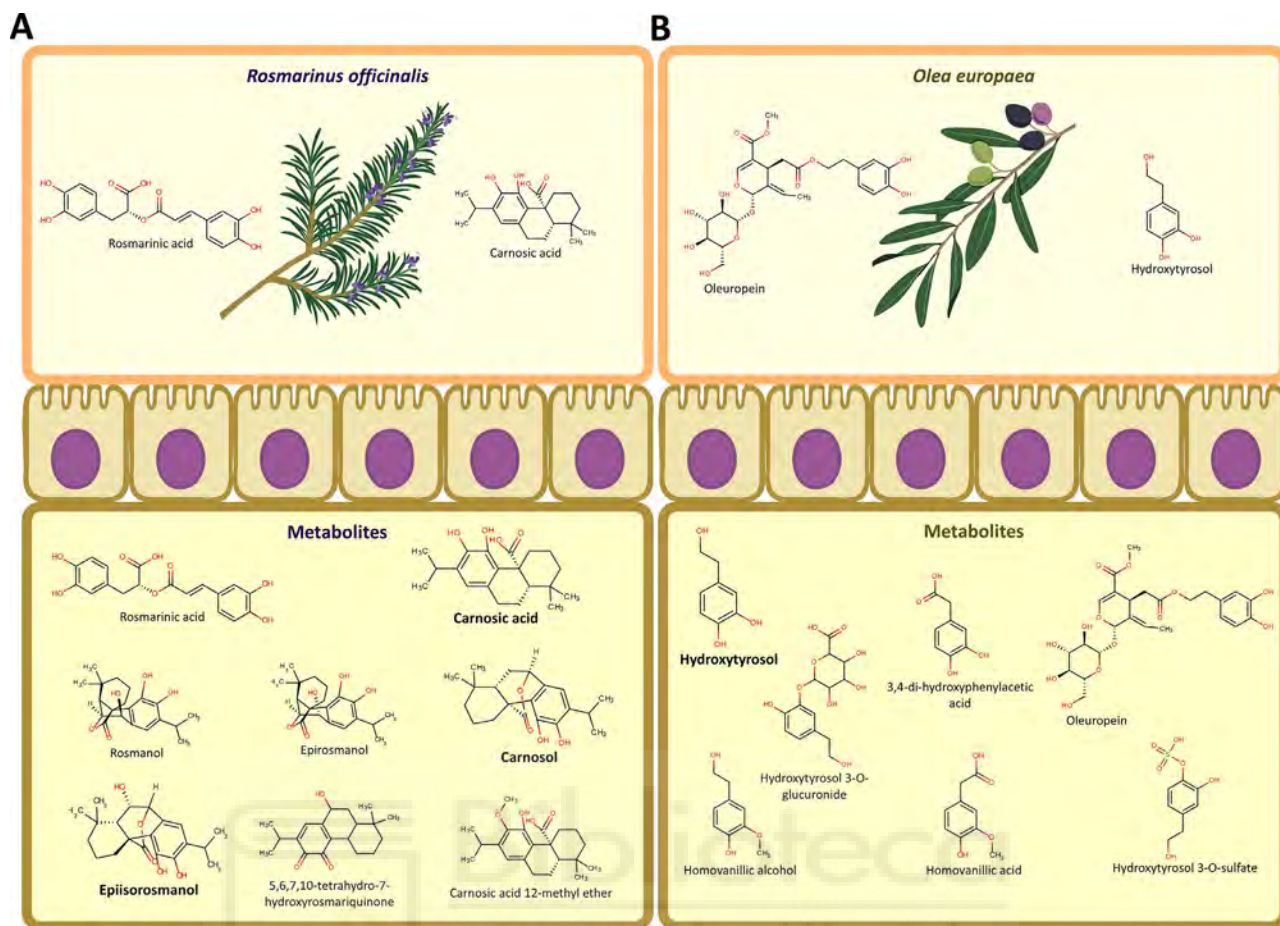 A
B
Rosmarinus officinalis
Rosmarinic acid
Carnosic acid
Olea europaea
Oleuropein
Hydroxytyrosol
Metabolites
Rosmarinic acid
Carnosic acid
Rosmanol
Epirosmanol
Carnosol
Epiisorosmanol
5,6,7,10-tetrahydro-7-
hydroxyrosmariquinone
Carnosic acid 12-methyl ether
Metabolites
Hydroxytyrosol
3,4-di-hydroxyphenylacetic
acid
Oleuropein
Hydroxytyrosol 3-O-
glucuronide
Homovanillic alcohol
Homovanillic acid
Hydroxytyrosol 3-O-sulfate
Biblioteca